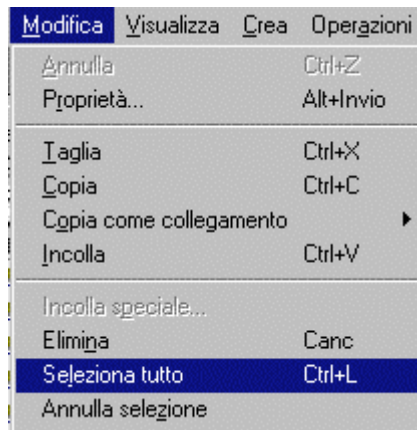 Modifica Visualizza Crea Operazioni
Annulla Ctrl+Z
Proprietà... Alt+Invio
Taglia Ctrl+X
Copia Ctrl+C
Copia come collegamento
Incolla Ctrl+V
Incolla speciale...
Elimina Canc
Seleziona tutto Ctrl+L
Annulla selezione